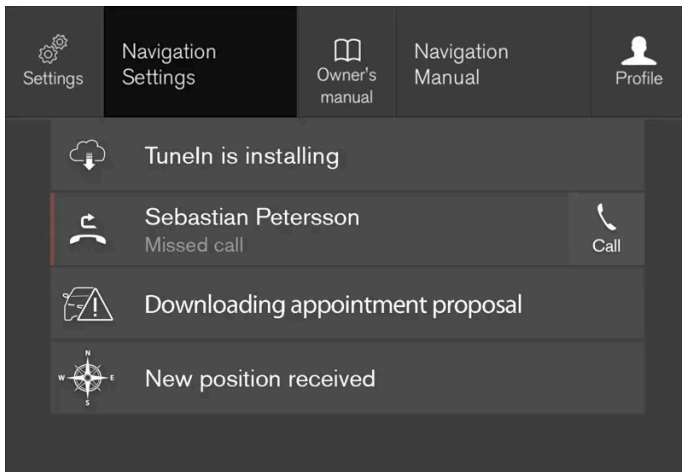 Settings
Navigation
Settings
Owner's
manual
Navigation
Manual
Profile
TuneIn is installing
Sebastian Petersson
Missed call
Call
Downloading appointment proposal
N
W
E
S
New position received